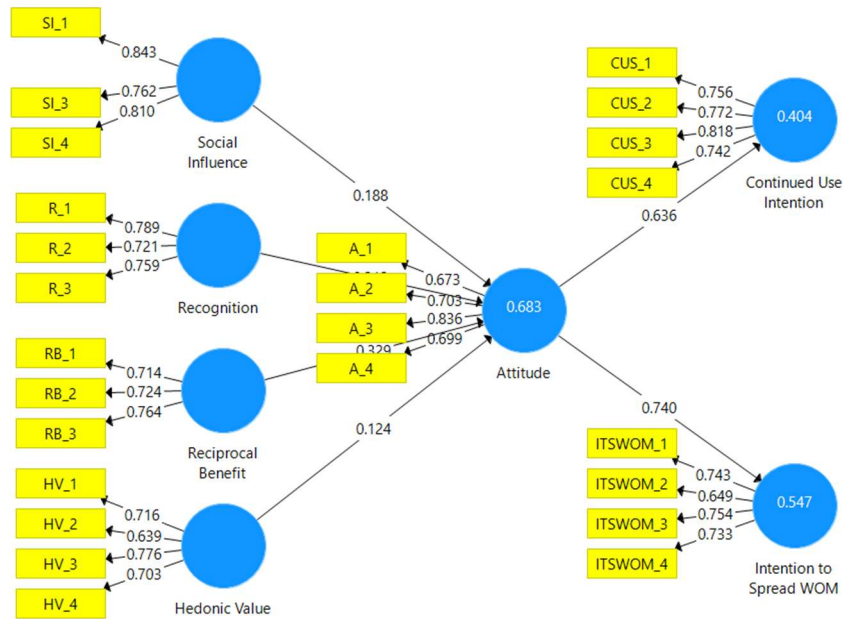 SI_1
0.843
SI_3
0.762
SI_4
0.810
Social
Influence
0.188
R_1
0.789
R_2
0.721
R_3
0.759
Recognition
RB_1
0.714
RB_2
0.724
RB_3
0.764
Reciprocal
Benefit
0.329
HV_1
0.716
HV_2
0.639
HV_3
0.776
HV_4
0.703
Hedonic Value
0.124
A_1
0.673
A_2
0.703
A_3
0.836
A_4
0.699
0.683
Attitude
CUS_1
0.756
CUS_2
0.772
CUS_3
0.818
CUS_4
0.742
0.404
Continued Use
Intention
0.636
0.740
ITSWOM_1
0.743
ITSWOM_2
0.649
ITSWOM_3
0.754
ITSWOM_4
0.733
0.547
Intention to
Spread WOM